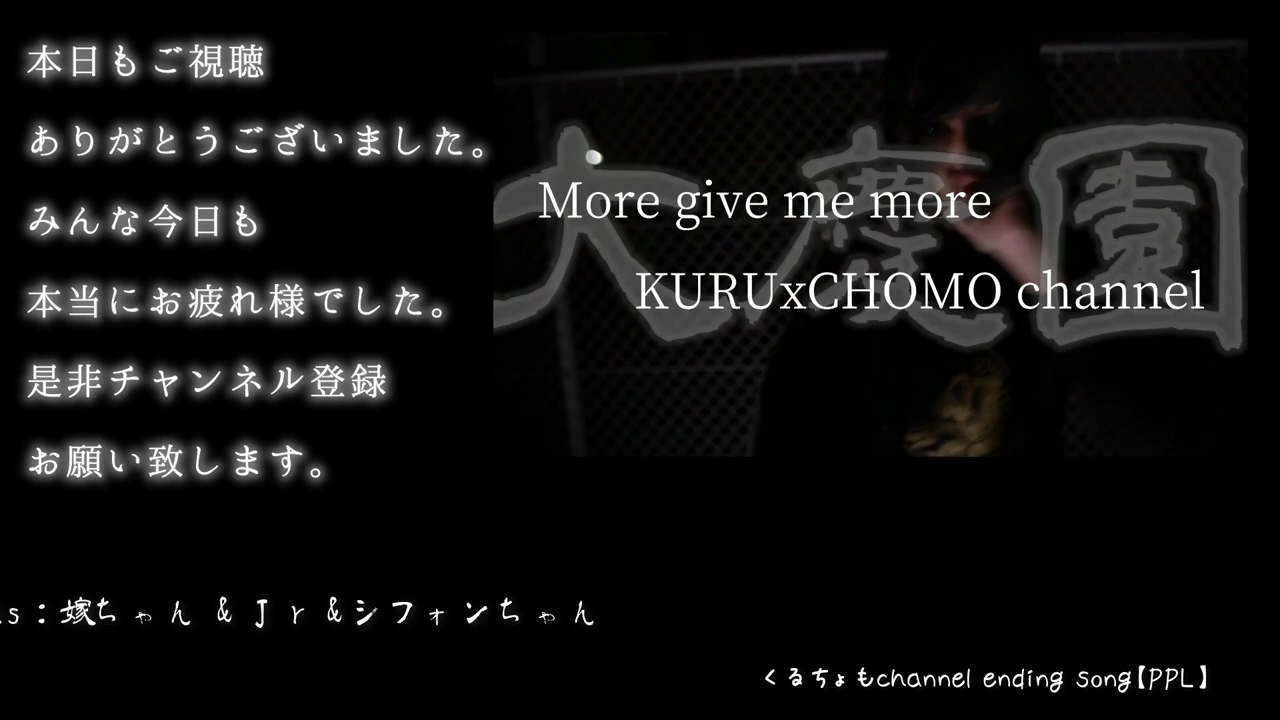 本日もご視聴
ありがとうございました。
みんな今日も
本当にお疲れ様でした。
是非チャンネル登録
お願い致します。
大慶園
More give me more
KURUxCHOMO channel
s：嫁ちゃん＆Jr＆シフォンちゃん
くるちょもchannel ending song【PPL】